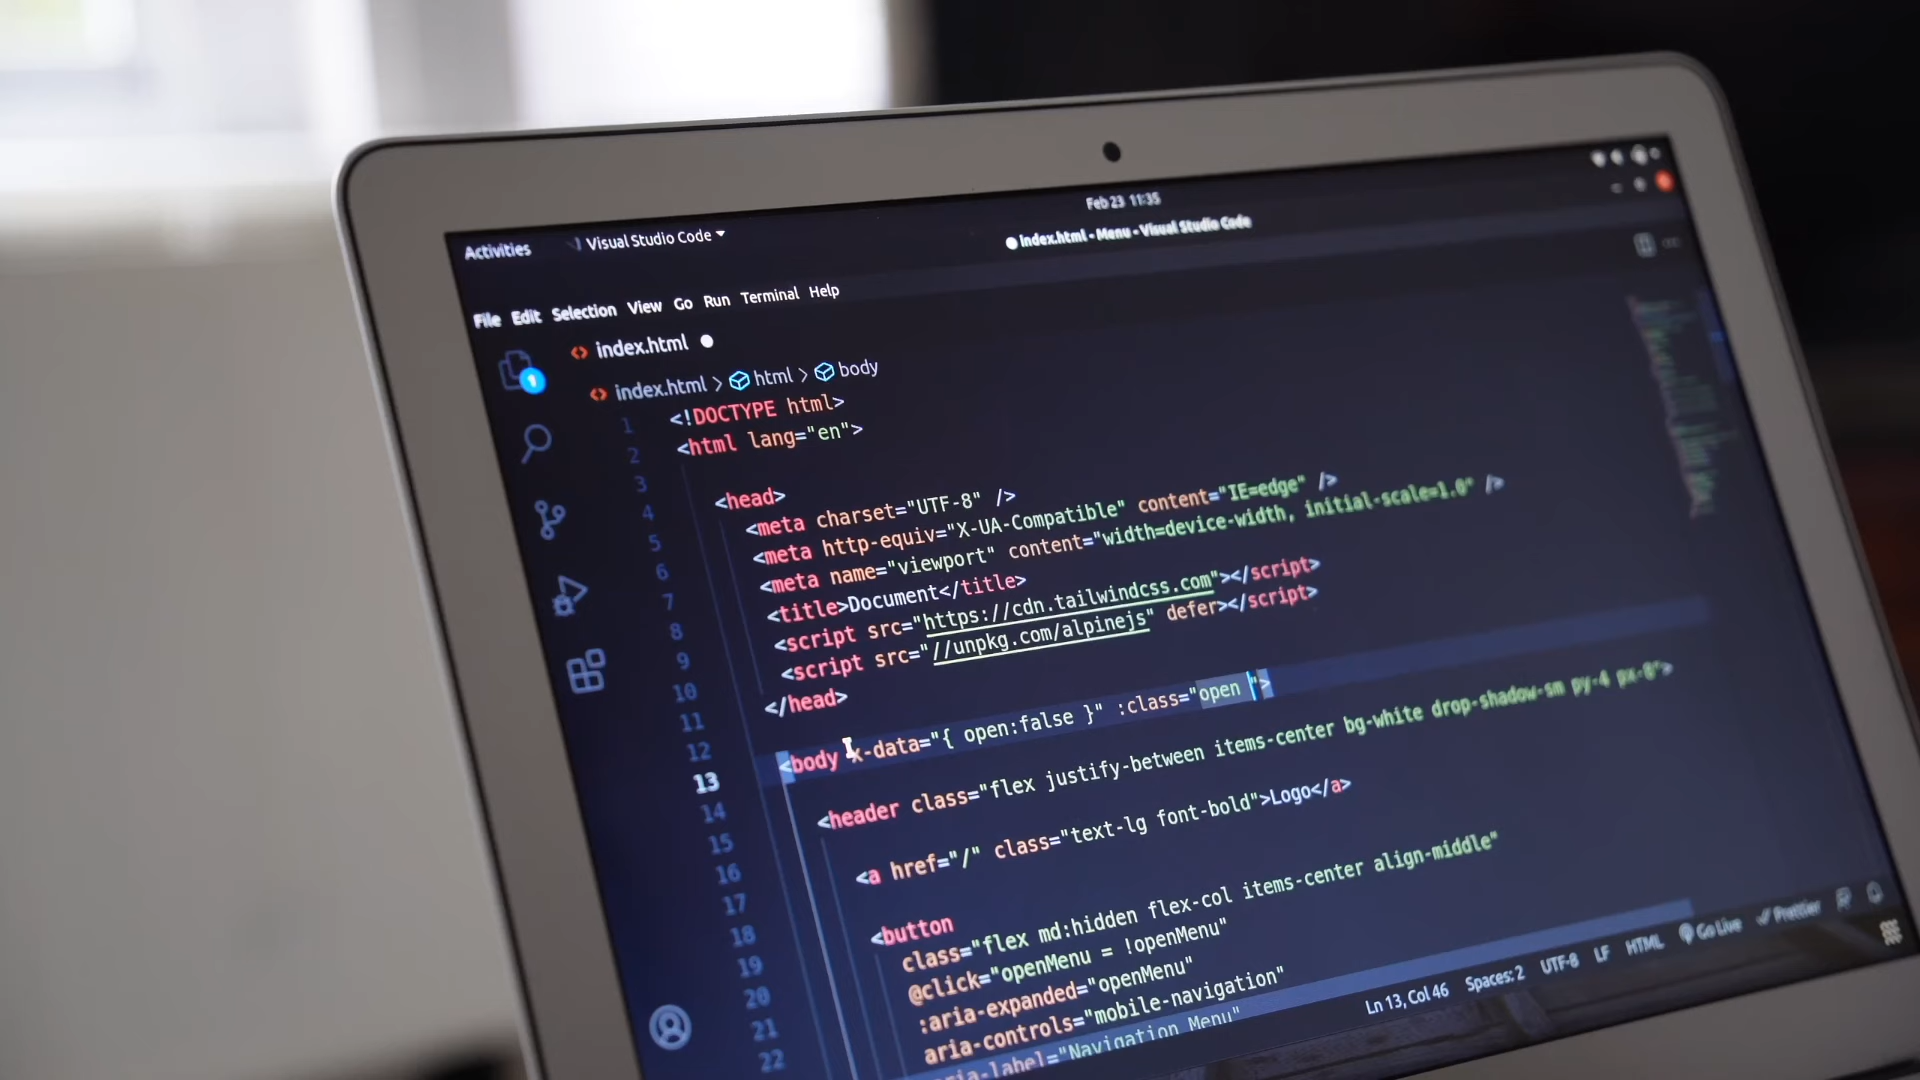 Feb 23 11:35
Activities
Visual Studio Code
index.html - Menu - Visual Studio Code
File Edit Selection View Go Run Terminal Help
index.html
1
index.html > html > body
1 <!DOCTYPE html>
2 <html lang="en">
3
4 <head>
5 <meta charset="UTF-8" />
6 <meta http-equiv="X-UA-Compatible" content="IE=edge" />
7 <meta name="viewport" content="width=device-width, initial-scale=1.0" />
8 <title>Document</title>
9 <script src="https://cdn.tailwindcss.com"></script>
10 <script src="//unpkg.com/alpinejs" defer></script>
11 </head>
12
13 <body x-data="{ open:false }" :class="open ">
14
15 <header class="flex justify-between items-center bg-white drop-shadow-sm py-4 px-8">
16
17 <a href="/" class="text-lg font-bold">Logo</a>
18
19 <button
20 class="flex md:hidden flex-col items-center align-middle"
21 @click="openMenu = !openMenu"
22 :aria-expanded="openMenu"
aria-controls="mobile-navigation"
aria-label="Navigation Menu"
Ln 13, Col 46 Spaces: 2 UTF-8 LF HTML Go Live Prettier